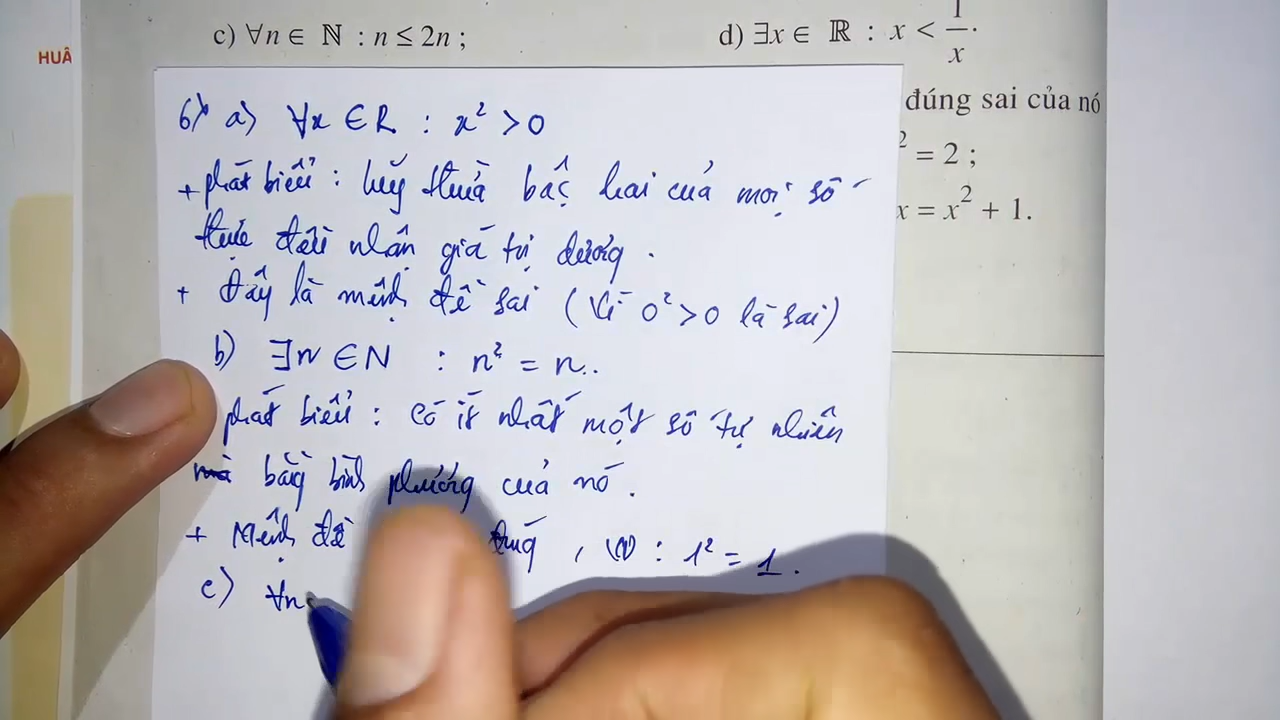 c) ∀n ∈ ℕ : n ≤ 2n ;
d) ∃x ∈ ℝ : x < 1/x.
HUÂ
đúng sai của nó
² = 2 ;
x = x² + 1.
6) a) ∀x ∈ R : x² > 0
+ phát biểu : lũy thừa bậc hai của mọi số
thực đều nhận giá trị dương .
+ Đây là mệnh đề sai ( Vì 0² > 0 là sai)
b) ∃n ∈ N : n² = n..
phát biểu : Có ít nhất một số tự nhiên
bằng bình phương của nó .
+ Mệnh đề đúng , VD : 1² = 1 .
c) ∀n